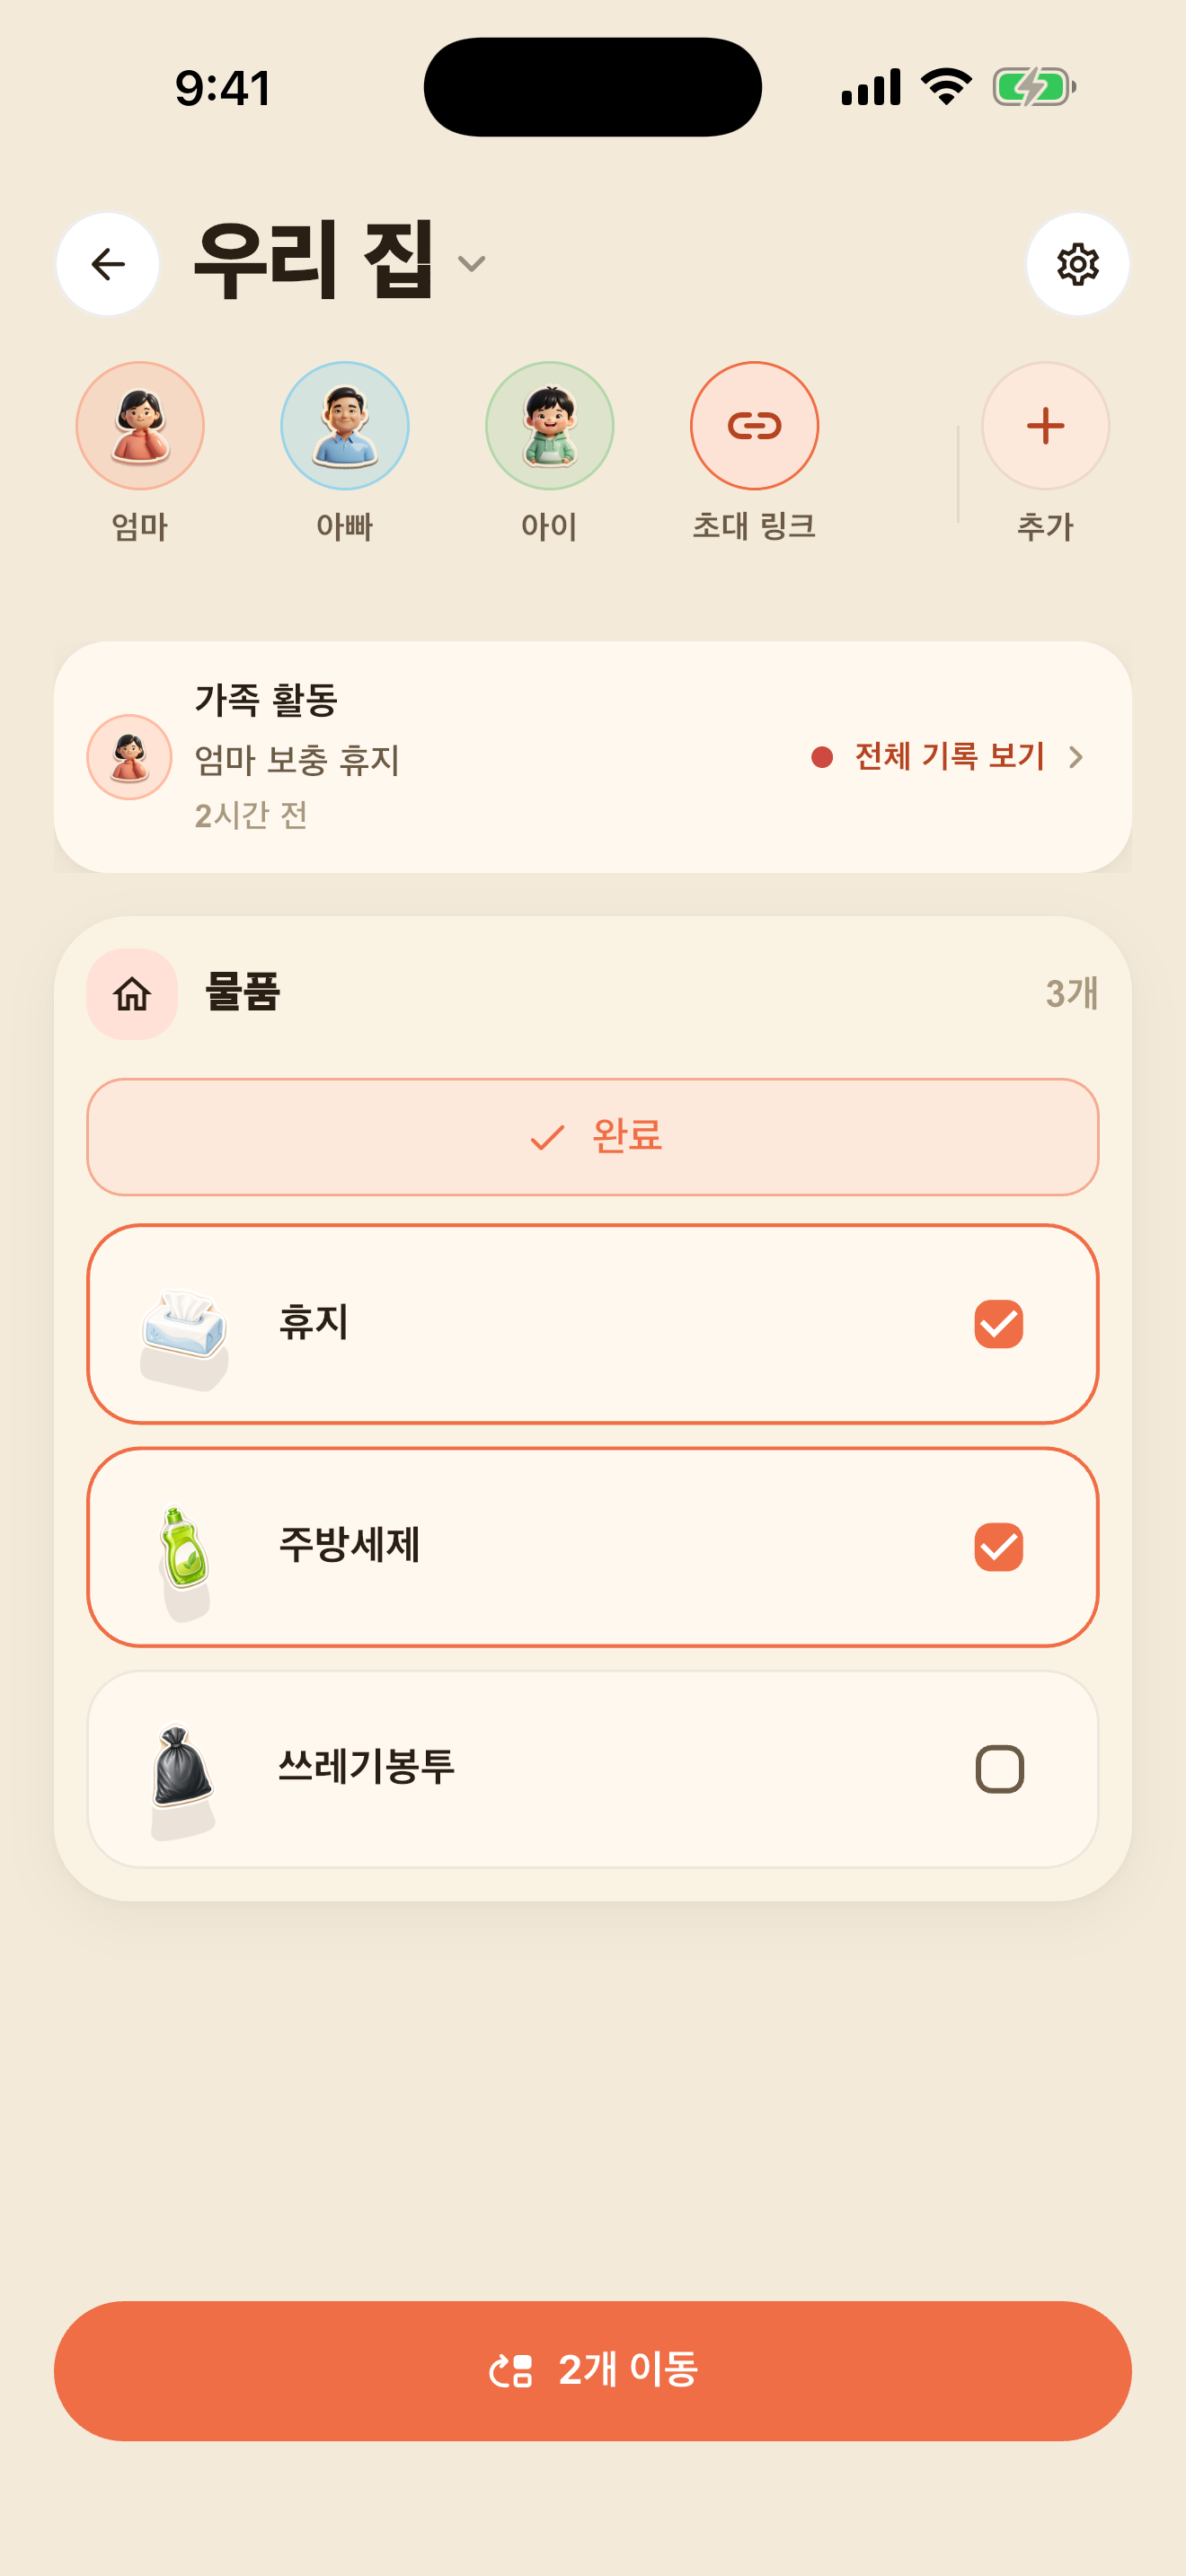 9:41
우리 집
엄마
아빠
아이
초대 링크
추가
가족 활동
엄마 보충 휴지
2시간 전
전체 기록 보기
물품
3개
완료
휴지
주방세제
쓰레기봉투
2개 이동